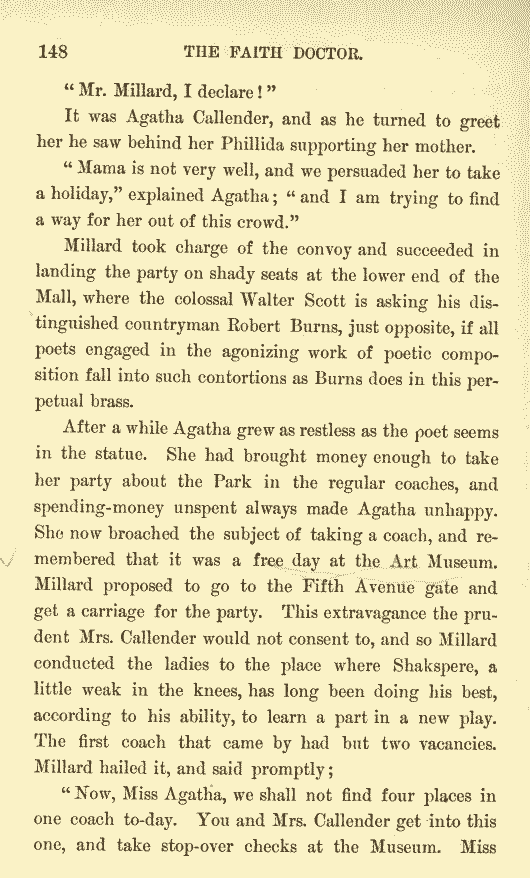 148 THE FAITH DOCTOR.
“ Mr. Millard, I declare ! ”
It was Agatha Callender, and as he turned to greet
her he saw behind her Phillida supporting her mother.
“ Mama is not very well, and we persuaded her to take
a holiday,” explained Agatha ; “ and I am trying to find
a way for her out of this crowd.”
Millard took charge of the convoy and succeeded in
landing the party on shady seats at the lower end of the
Mall, where the colossal Walter Scott is asking his dis-
tinguished countryman Robert Burns, just opposite, if all
poets engaged in the agonizing work of poetic compo-
sition fall into such contortions as Burns does in this per-
petual brass.
After a while Agatha grew as restless as the poet seems
in the statue. She had brought money enough to take
her party about the Park in the regular coaches, and
spending-money unspent always made Agatha unhappy.
She now broached the subject of taking a coach, and re-
membered that it was a free day at the Art Museum.
Millard proposed to go to the Fifth Avenue gate and
get a carriage for the party. This extravagance the pru-
dent Mrs. Callender would not consent to, and so Millard
conducted the ladies to the place where Shakspere, a
little weak in the knees, has long been doing his best,
according to his ability, to learn a part in a new play.
The first coach that came by had but two vacancies.
Millard hailed it, and said promptly ;
“ Now, Miss Agatha, we shall not find four places in
one coach to-day. You and Mrs. Callender get into this
one, and take stop-over checks at the Museum. Miss